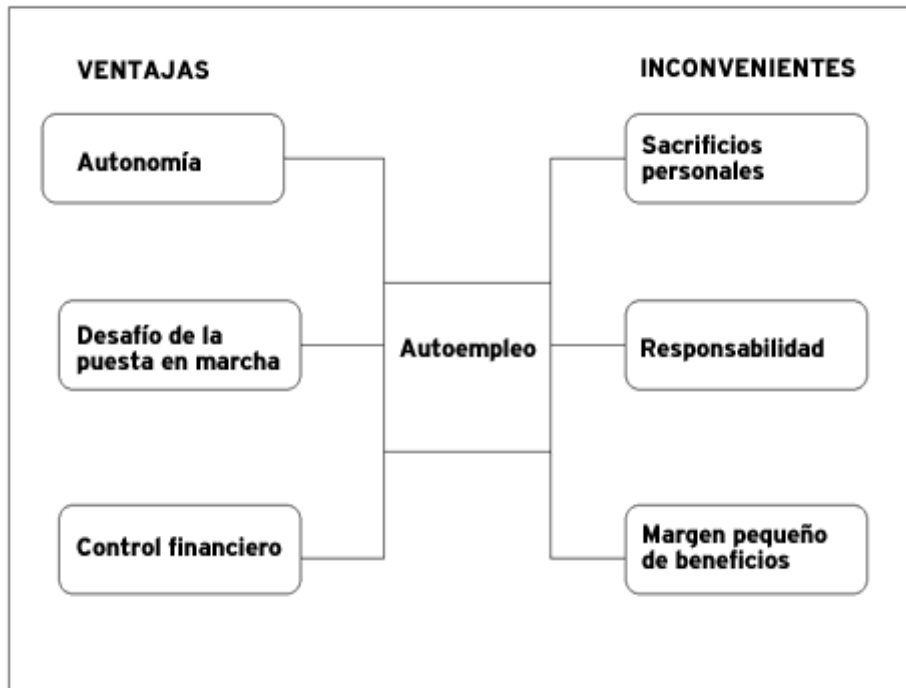 VENTAJAS
INCONVENIENTES
Autonomía
Sacrificios
personales
Desafío de la
puesta en marcha
Autoempleo
Responsabilidad
Control financiero
Margen pequeño
de beneficios